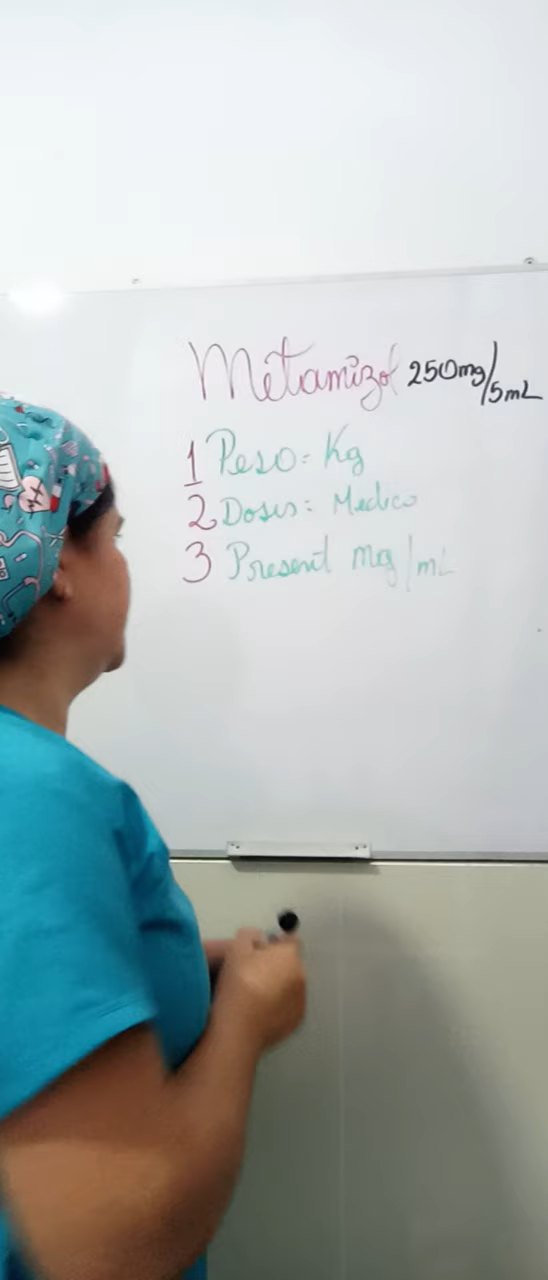 Metamizol 250mg/5mL
1 Peso: Kg
2 Dosis: Medico
3 Present mg/mL